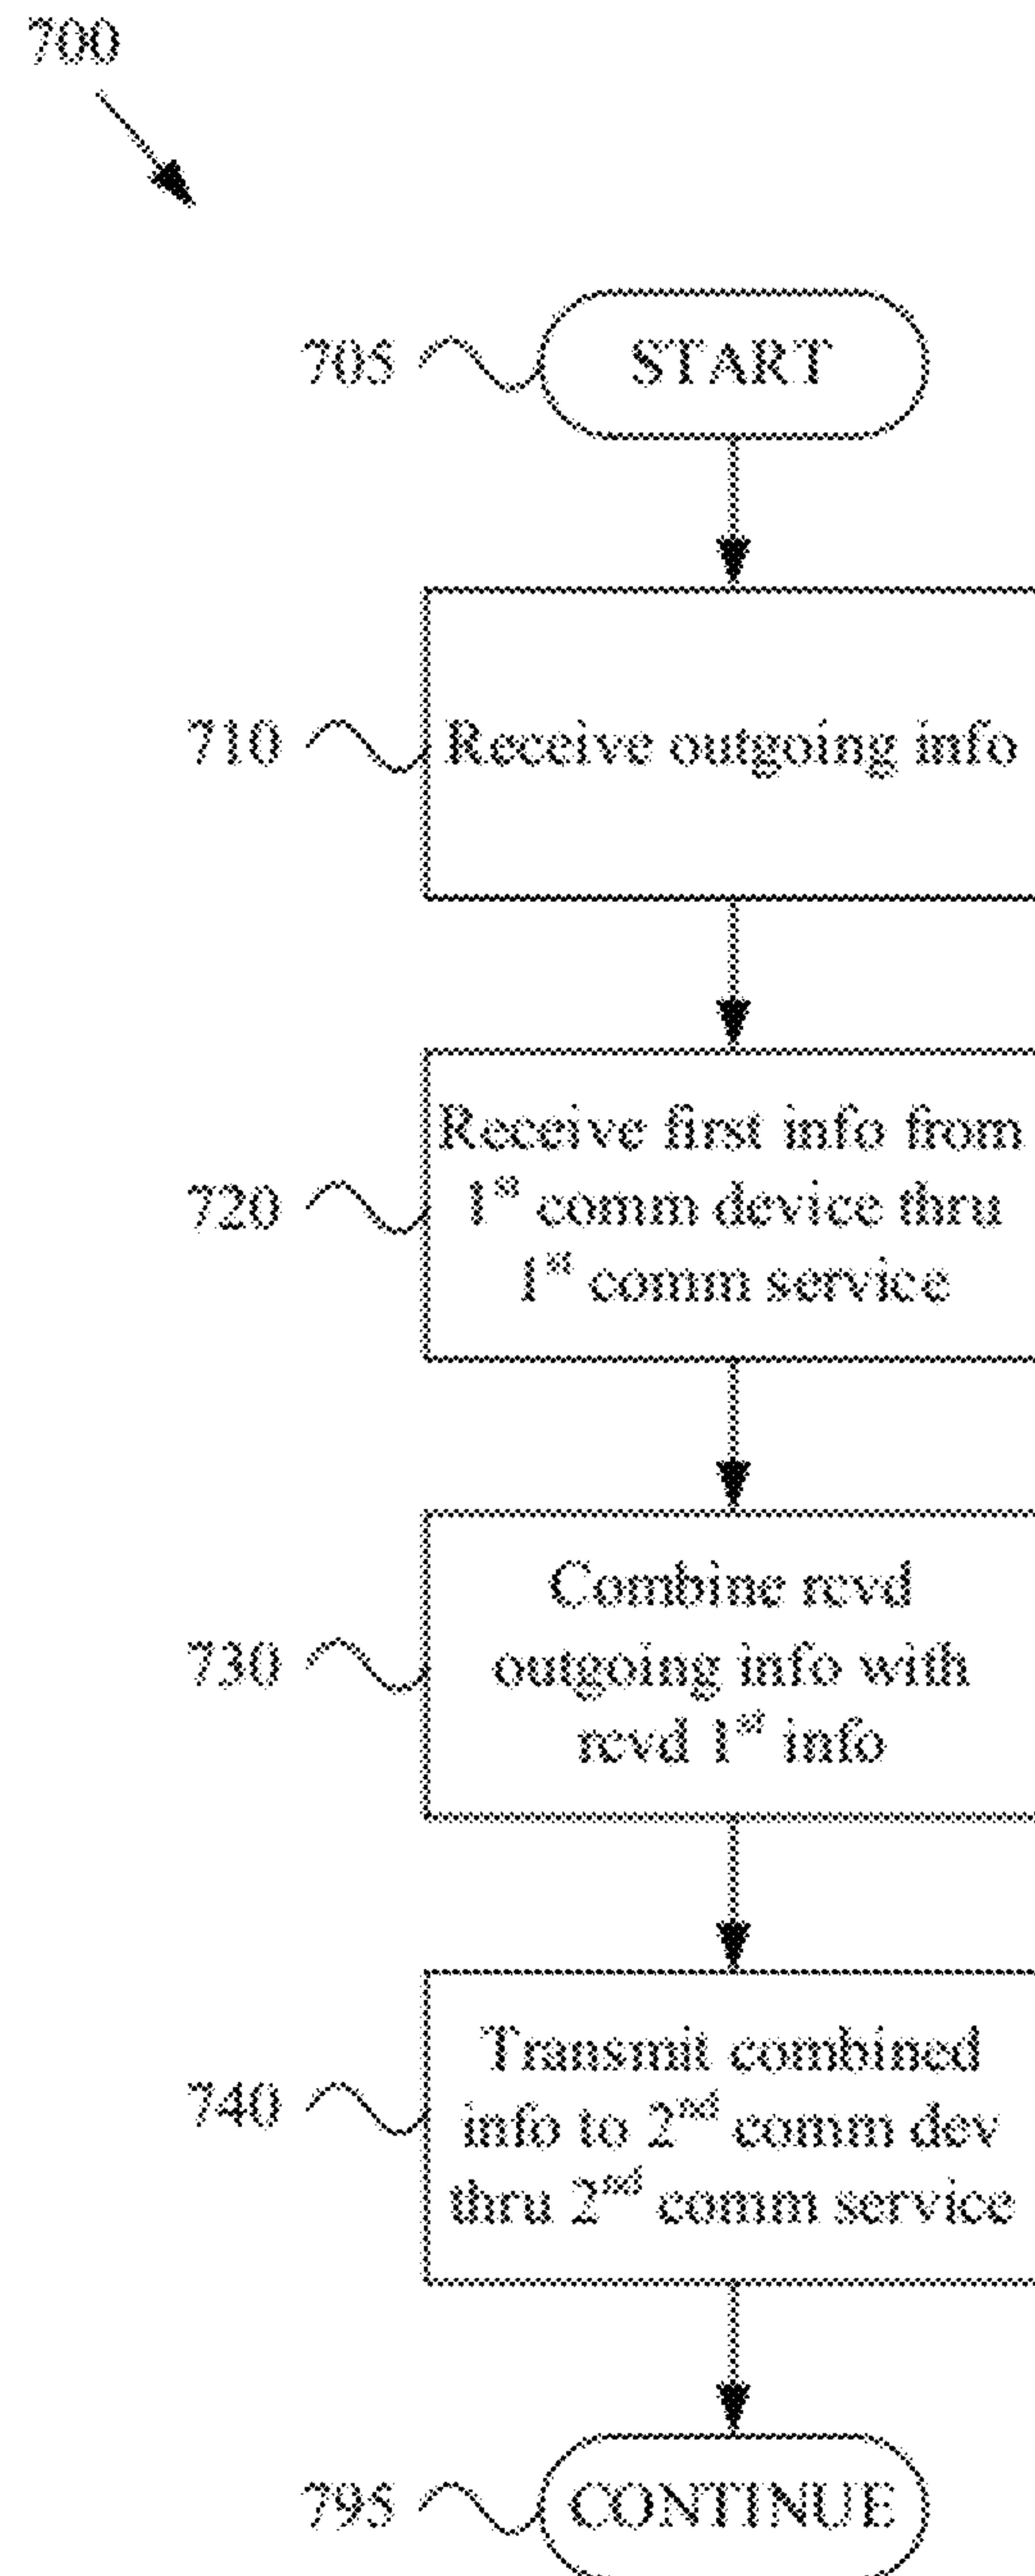 700
705
START
710
Receive outgoing info
720
Receive first info from
1st comm device thru
1st comm service
730
Combine rcvd
outgoing info with
rcvd 1st info
740
Transmit combined
info to 2nd comm dev
thru 2nd comm service
795
CONTINUE